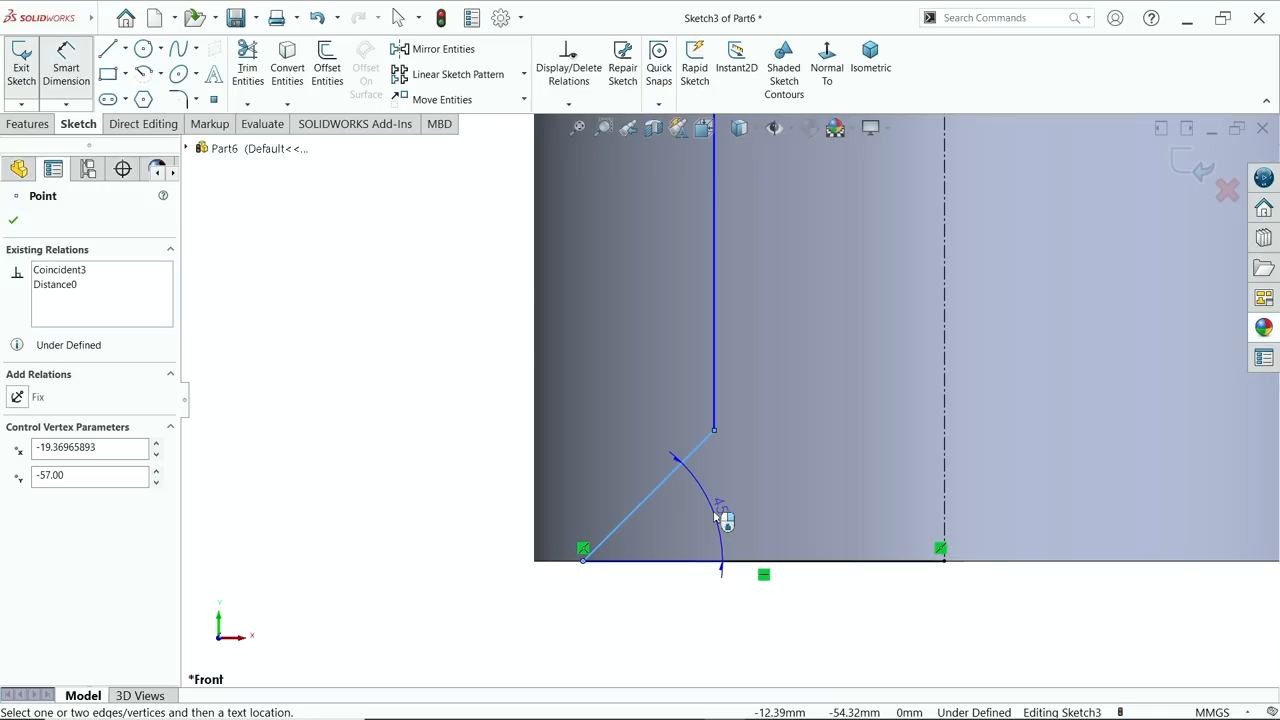 SOLIDWORKS
Sketch3 of Part6 *
Search Commands
Exit Sketch
Smart Dimension
Trim Entities
Convert Entities
Offset Entities
Offset On Surface
Mirror Entities
Linear Sketch Pattern
Move Entities
Display/Delete Relations
Repair Sketch
Quick Snaps
Rapid Sketch
Instant2D
Shaded Sketch Contours
Normal To
Isometric
Features
Sketch
Direct Editing
Markup
Evaluate
SOLIDWORKS Add-Ins
MBD
Part6 (Default<<...
Point
Existing Relations
Coincident3
Distance0
Under Defined
Add Relations
Fix
Control Vertex Parameters
-19.36965893
-57.00
Y
X
*Front
Model
3D Views
Select one or two edges/vertices and then a text location.
-12.39mm
-54.32mm
0mm
Under Defined
Editing Sketch3
MMGS